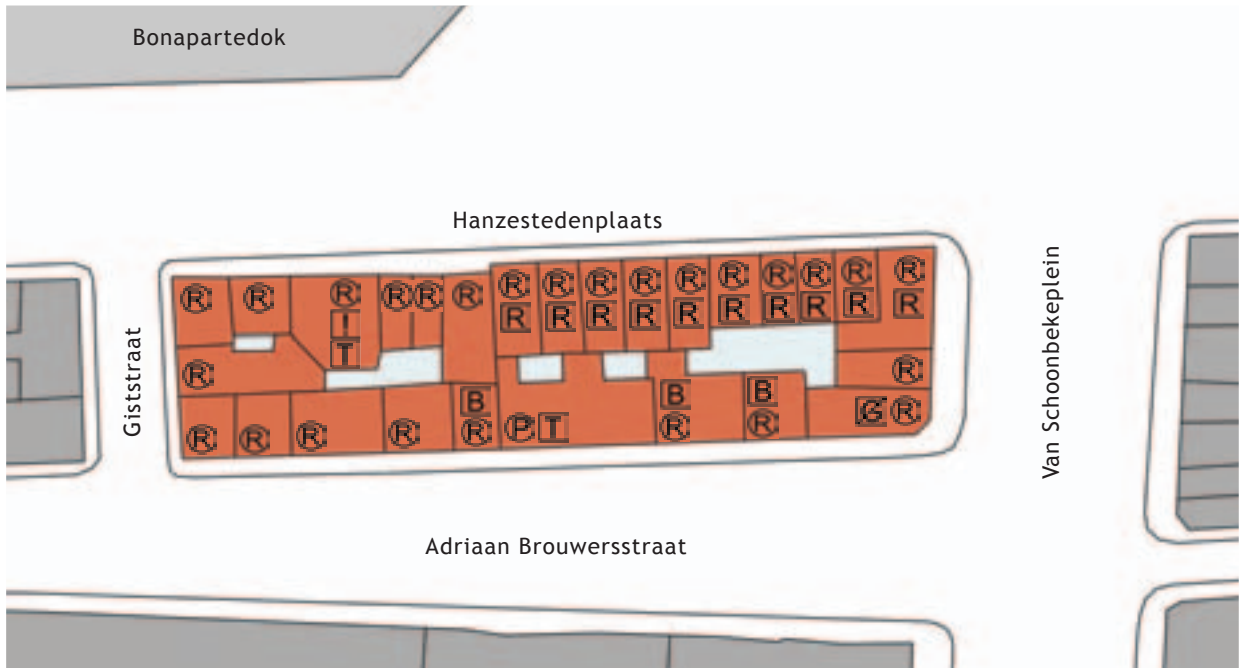 Bonapartedok
Hanzestedenplaats
R R R R R R R R R R R R R R R R
! R R R R R R R R R R
T
R R
B B B
G R
R R R R R P T R R
Giststraat
Van Schoonbekeplein
Adriaan Brouwersstraat